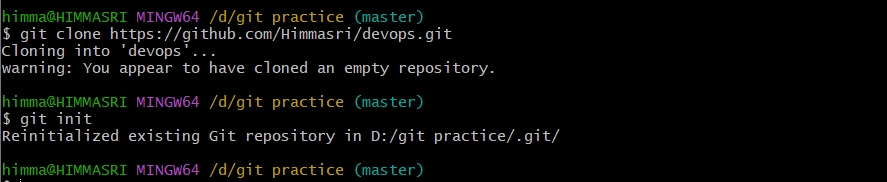 himma@HIMMASRI MINGW64 /d/git practice (master)
$ git clone https://github.com/Himmasri/devops.git
Cloning into 'devops'...
warning: You appear to have cloned an empty repository.
himma@HIMMASRI MINGW64 /d/git practice (master)
$ git init
Reinitialized existing Git repository in D:/git practice/.git/
himma@HIMMASRI MINGW64 /d/git practice (master)
$